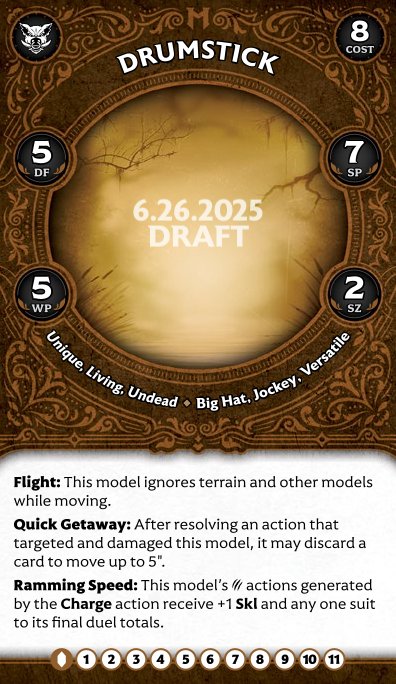 DRUMSTICK
8
COST
5
DF
7
SP
6.26.2025
DRAFT
5
WP
2
SZ
Unique, Living, Undead ◆ Big Hat, Jockey, Versatile
Flight: This model ignores terrain and other models
while moving.
Quick Getaway: After resolving an action that
targeted and damaged this model, it may discard a
card to move up to 5".
Ramming Speed: This model's actions generated
by the Charge action receive +1 Skl and any one suit
to its final duel totals.
1 2 3 4 5 6 7 8 9 10 11